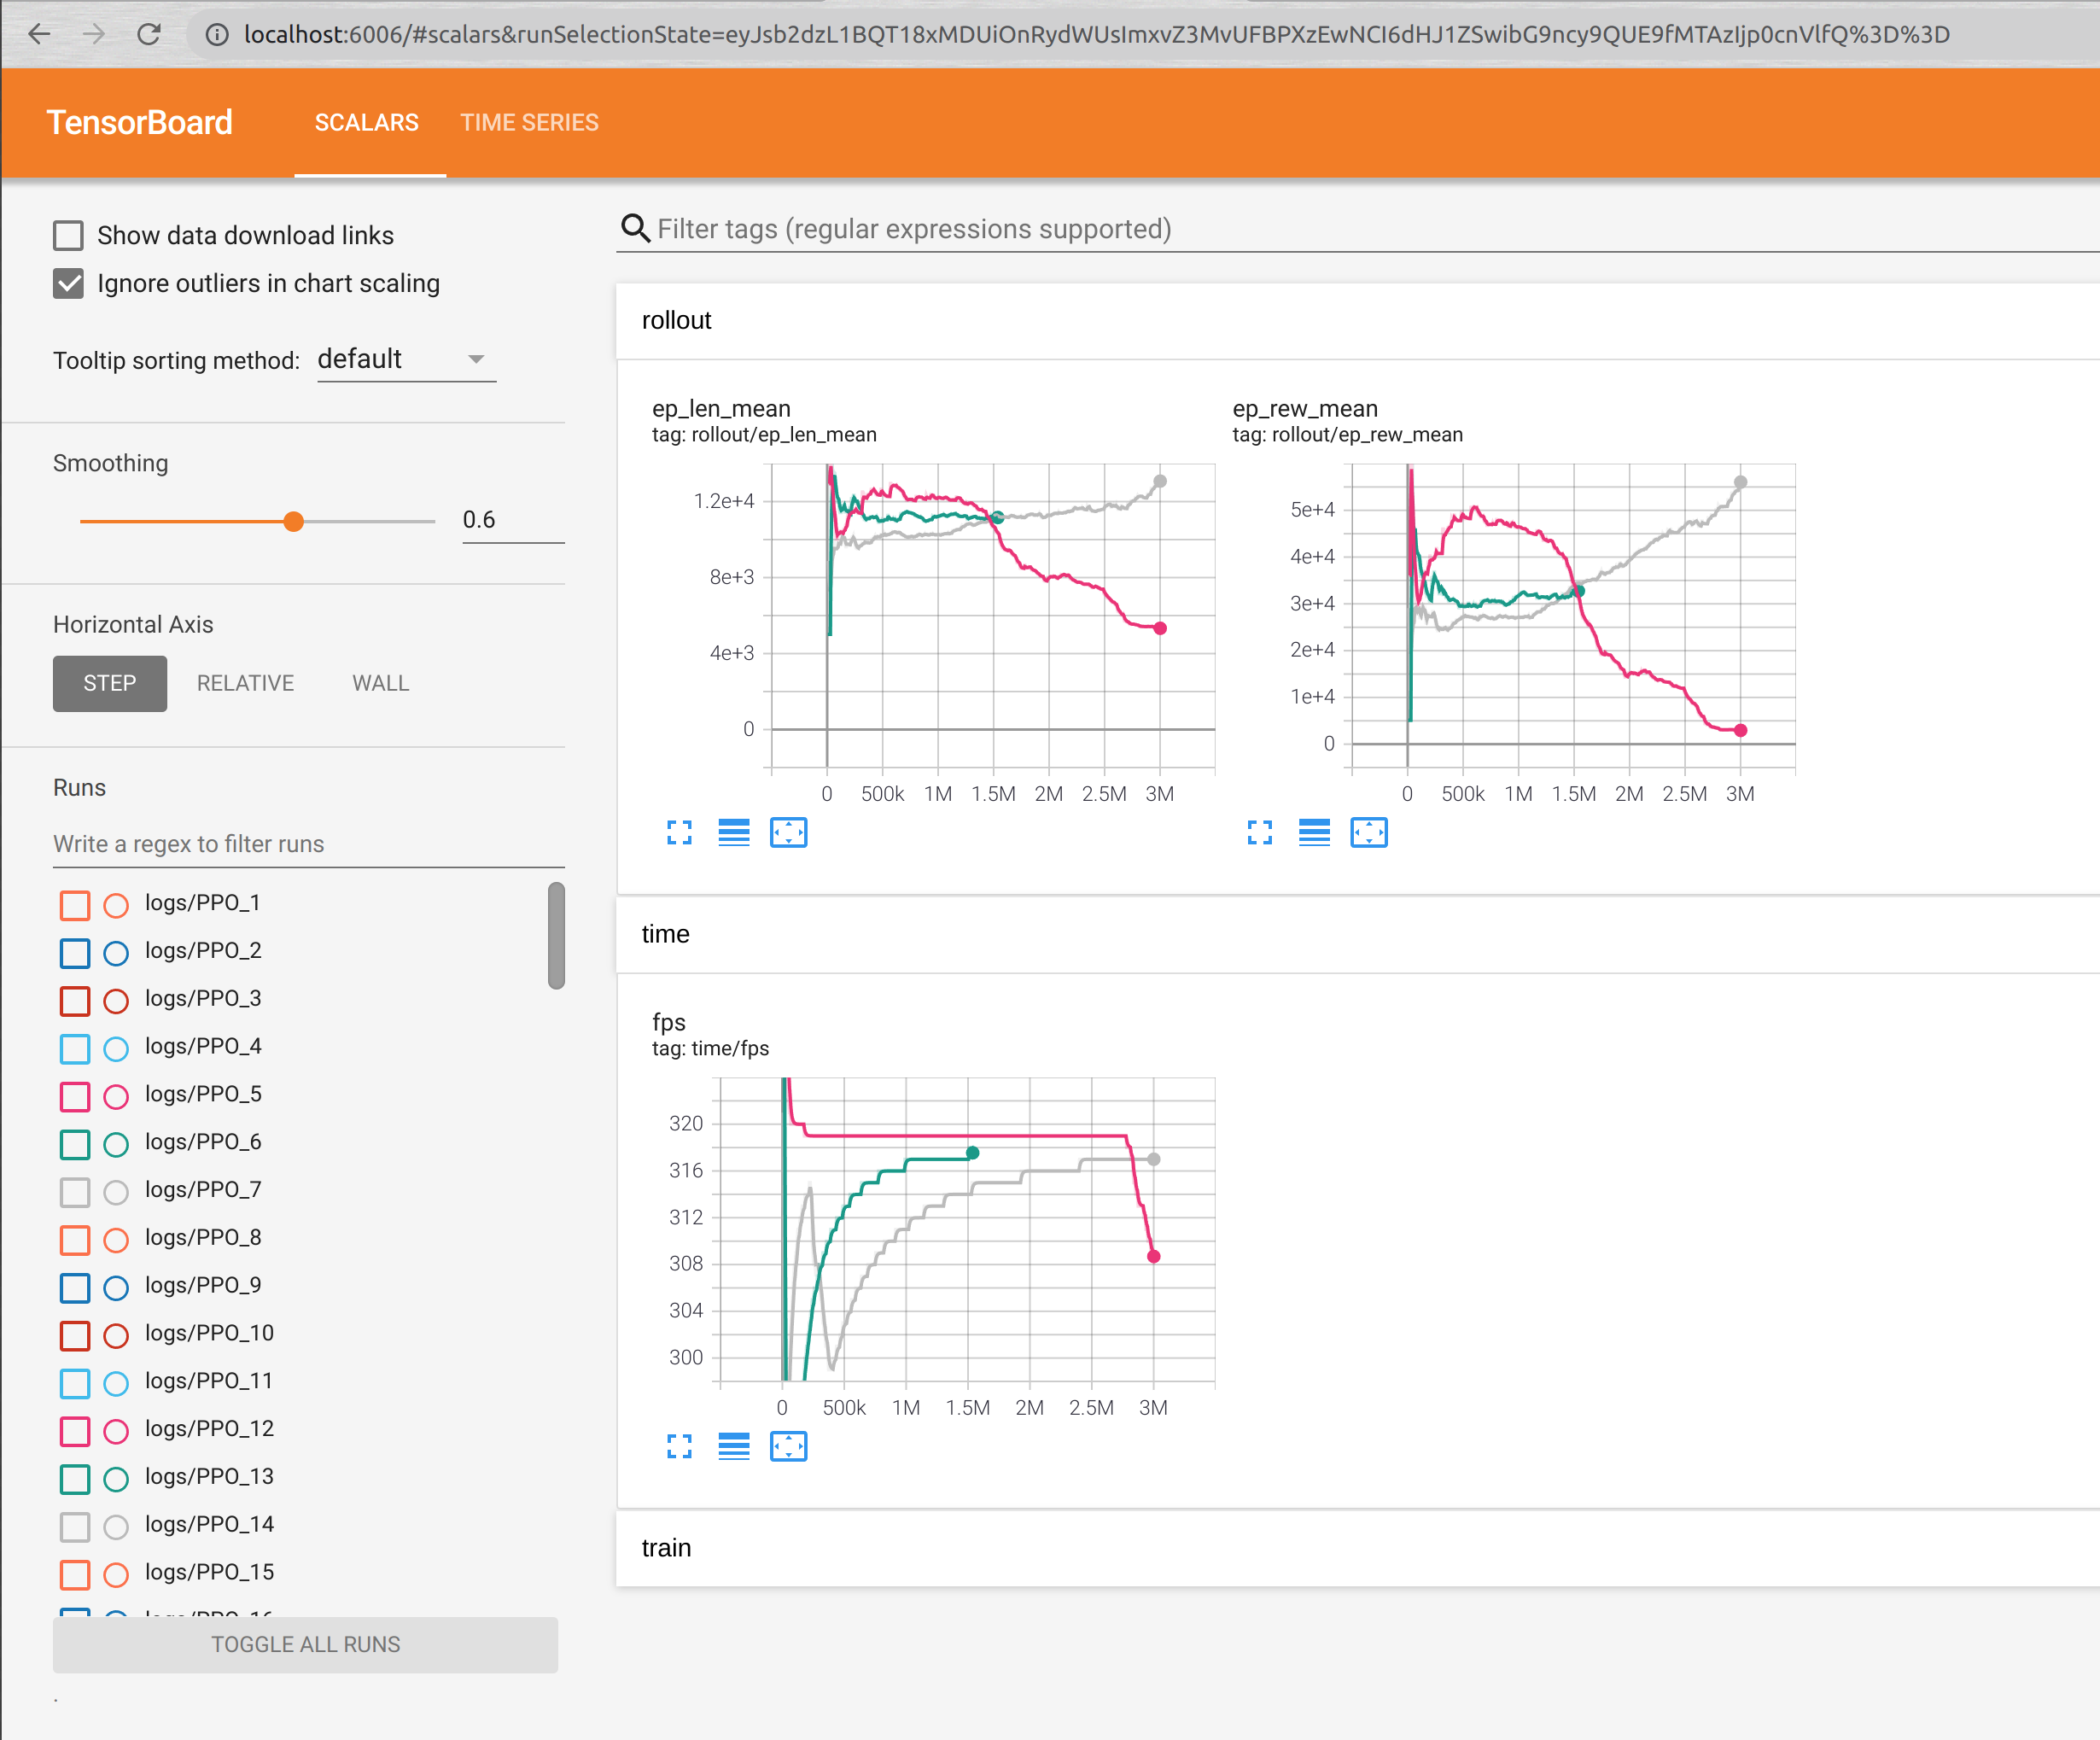 localhost:6006/#scalars&runSelectionState=eyJsb2dzL1BQT18xMDUiOnRydWUsImxvZ3MvUFBPXzEwNCI6dHJ1ZSwibG9ncy9QUE9fMTAzIjp0cnVlfQ%3D%3D
TensorBoard
SCALARS
TIME SERIES
Show data download links
Ignore outliers in chart scaling
Tooltip sorting method: default
Smoothing
0.6
Horizontal Axis
STEP
RELATIVE
WALL
Runs
Write a regex to filter runs
logs/PPO_1
logs/PPO_2
logs/PPO_3
logs/PPO_4
logs/PPO_5
logs/PPO_6
logs/PPO_7
logs/PPO_8
logs/PPO_9
logs/PPO_10
logs/PPO_11
logs/PPO_12
logs/PPO_13
logs/PPO_14
logs/PPO_15
TOGGLE ALL RUNS
.
Filter tags (regular expressions supported)
rollout
ep_len_mean
tag: rollout/ep_len_mean
1.2e+4
8e+3
4e+3
0
0 500k 1M 1.5M 2M 2.5M 3M
ep_rew_mean
tag: rollout/ep_rew_mean
5e+4
4e+4
3e+4
2e+4
1e+4
0
0 500k 1M 1.5M 2M 2.5M 3M
time
fps
tag: time/fps
320
316
312
308
304
300
0 500k 1M 1.5M 2M 2.5M 3M
train